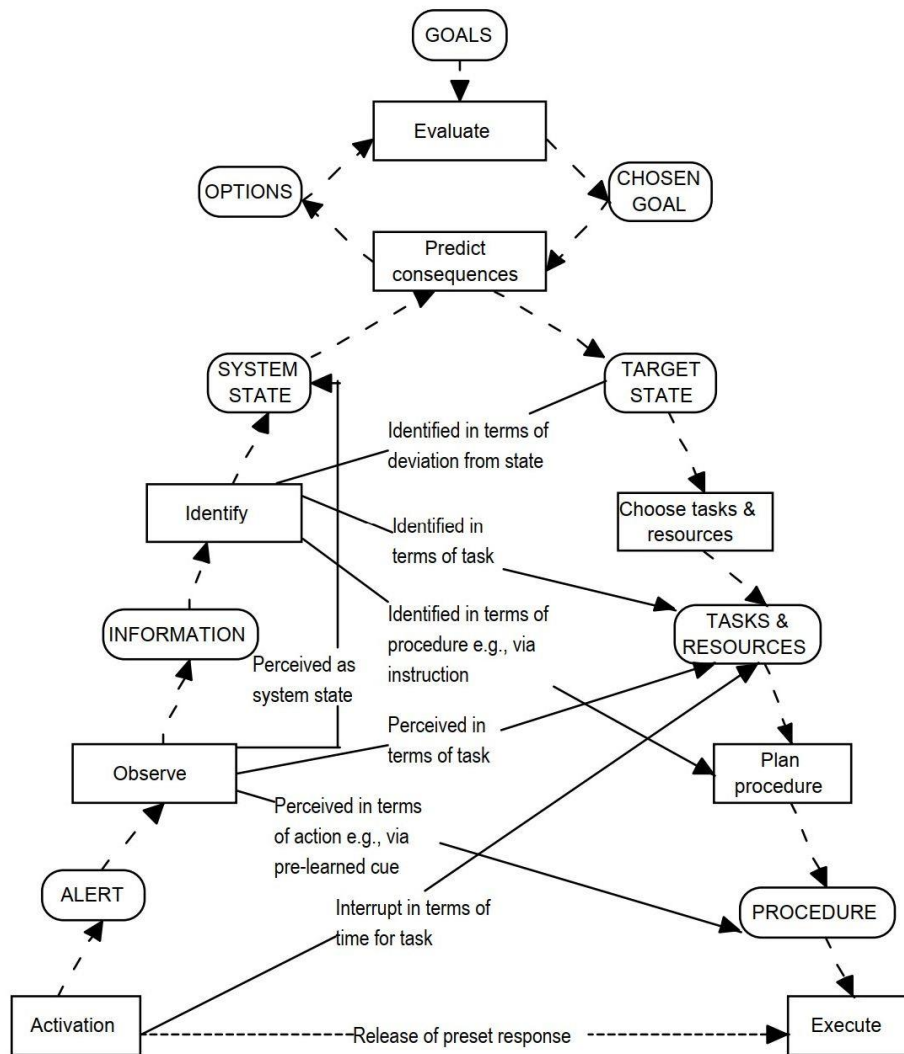 GOALS
Evaluate
OPTIONS
CHOSEN
GOAL
Predict
consequences
SYSTEM
STATE
TARGET
STATE
Identified in terms of
deviation from state
Identify
Choose tasks &
resources
Identified in
terms of task
INFORMATION
Identified in terms of
procedure e.g., via
instruction
TASKS &
RESOURCES
Perceived as
system state
Observe
Perceived in
terms of task
Plan
procedure
Perceived in terms
of action e.g., via
pre-learned cue
ALERT
Interrupt in terms of
time for task
PROCEDURE
Activation
Release of preset response
Execute